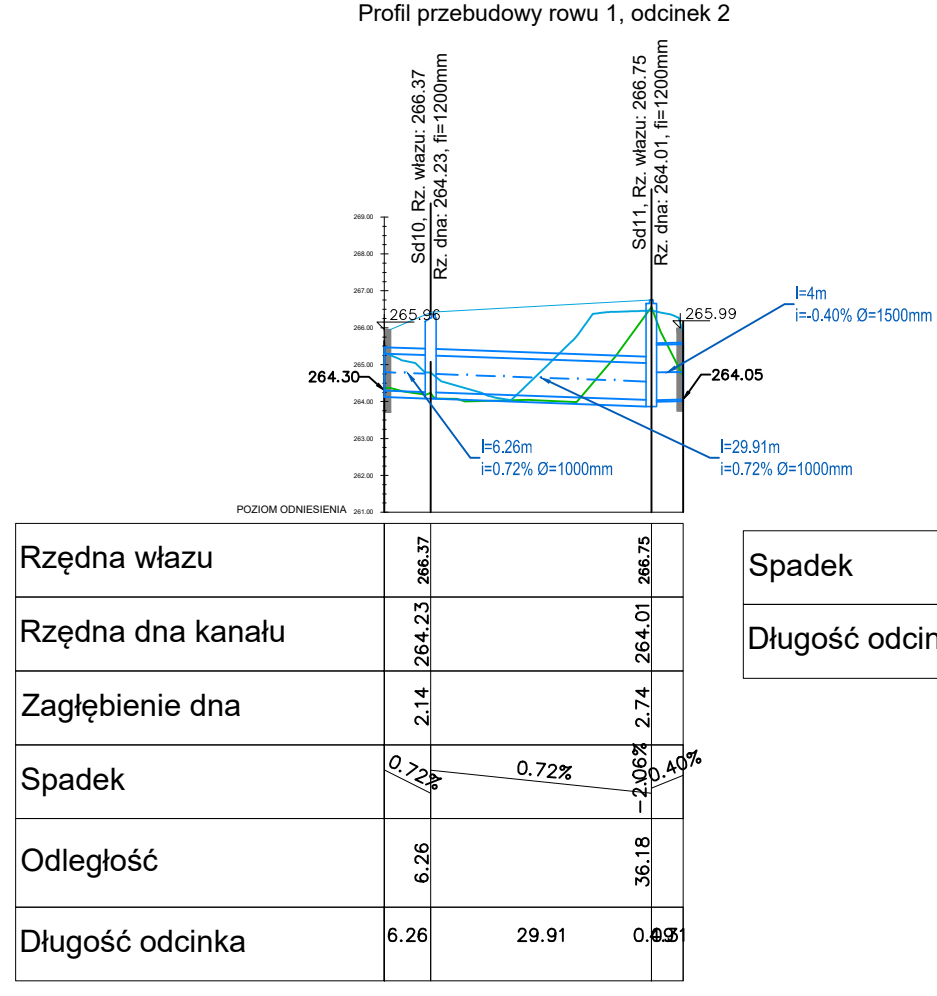 Profil przebudowy rowu 1, odcinek 2
Sd10, Rz. włazu: 266.37
Rz. dna: 264.23, fi=1200mm
Sd11, Rz. włazu: 266.75
Rz. dna: 264.01, fi=1200mm
269.00
268.00
267.00
266.00
265.00
264.00
263.00
262.00
261.00
265.96
265.99
264.30
264.05
l=4m
i=-0.40% Ø=1500mm
l=6.26m
i=0.72% Ø=1000mm
l=29.91m
i=0.72% Ø=1000mm
POZIOM ODNIESIENIA
Rzędna włazu 266.37 266.75
Rzędna dna kanału 264.23 264.01
Zagłębienie dna 2.14 2.74
Spadek 0.72% 0.72% -2.06% 0.40%
Odległość 6.26 36.18
Długość odcinka 6.26 29.91
Spadek
Długość odcin